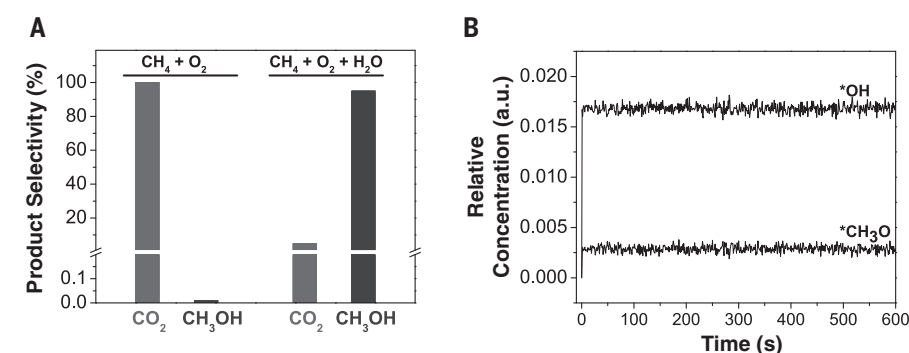 A
CH₄ + O₂
CH₄ + O₂ + H₂O
Product Selectivity (%)
100
80
60
40
20
0.1
0.0
CO₂ CH₃OH CO₂ CH₃OH
B
Relative
Concentration (a.u.)
0.020
0.015
0.010
0.005
0.000
*OH
*CH₃O
0 100 200 300 400 500 600
Time (s)